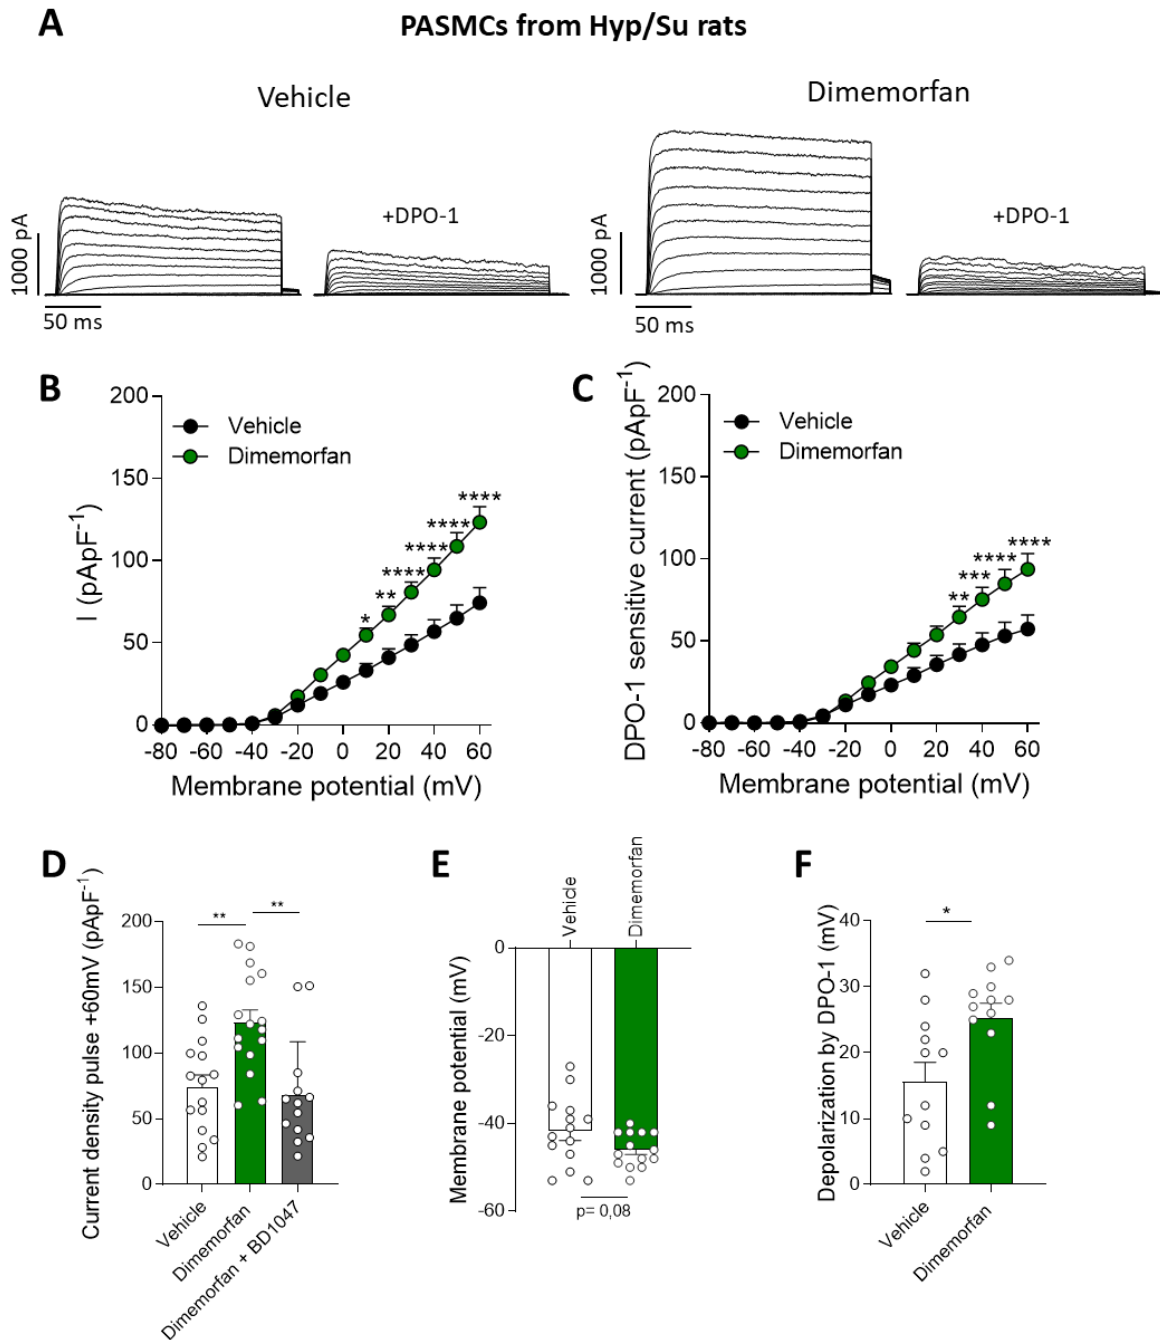 A
PASMCs from Hyp/Su rats
Vehicle
Dimemorfan
+DPO-1
+DPO-1
1000 pA
50 ms
1000 pA
50 ms
B
I (pApF⁻¹)
200
150
100
50
0
Vehicle
Dimemorfan
* ** **** **** **** ****
-80 -60 -40 -20 0 20 40 60
Membrane potential (mV)
C
DPO-1 sensitive current (pApF⁻¹)
200
150
100
50
0
Vehicle
Dimemorfan
** *** **** ****
-80 -60 -40 -20 0 20 40 60
Membrane potential (mV)
D
Current density pulse +60mV (pApF⁻¹)
200
150
100
50
0
** **
Vehicle
Dimemorfan
Dimemorfan + BD1047
E
Vehicle
Dimemorfan
Membrane potential (mV)
0
-20
-40
-60
p= 0,08
F
Depolarization by DPO-1 (mV)
40
30
20
10
0
*
Vehicle
Dimemorfan